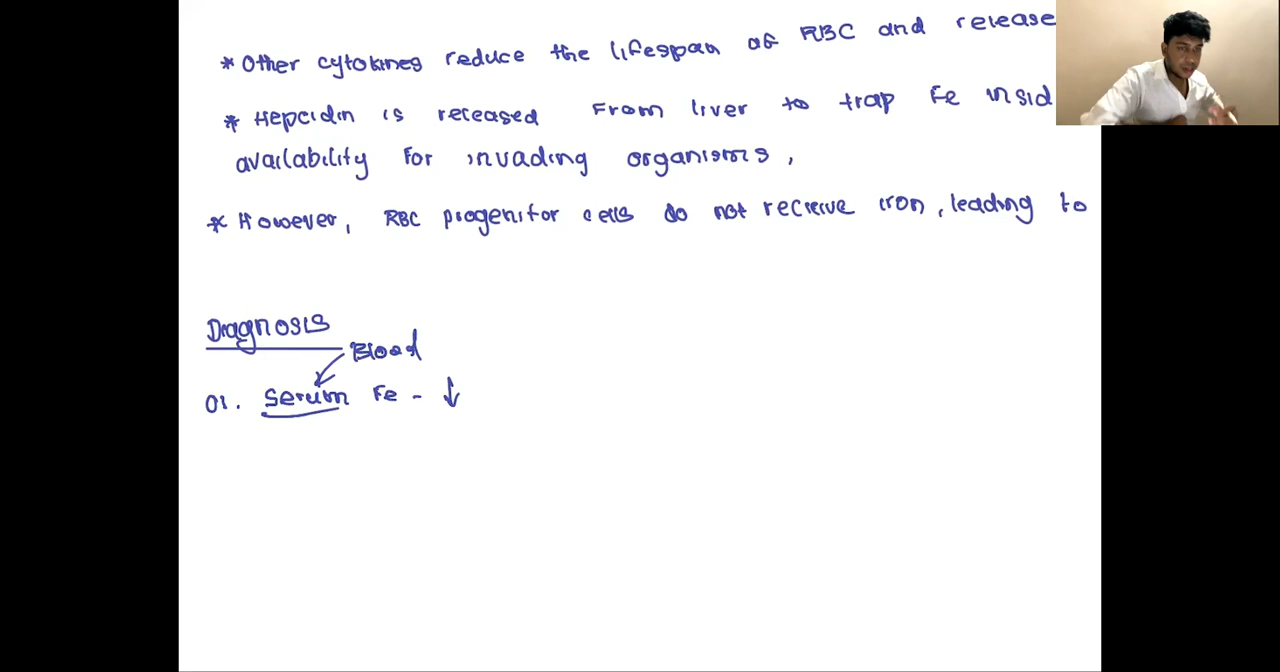 * Other cytokines reduce the lifespan of RBC and release
* Hepcidin is released From liver to trap Fe insid
availability for invading organisms,
* However, RBC progenitor cells do not recieve iron, leading to
Diagnosis
Blood
01. Serum Fe - ↓